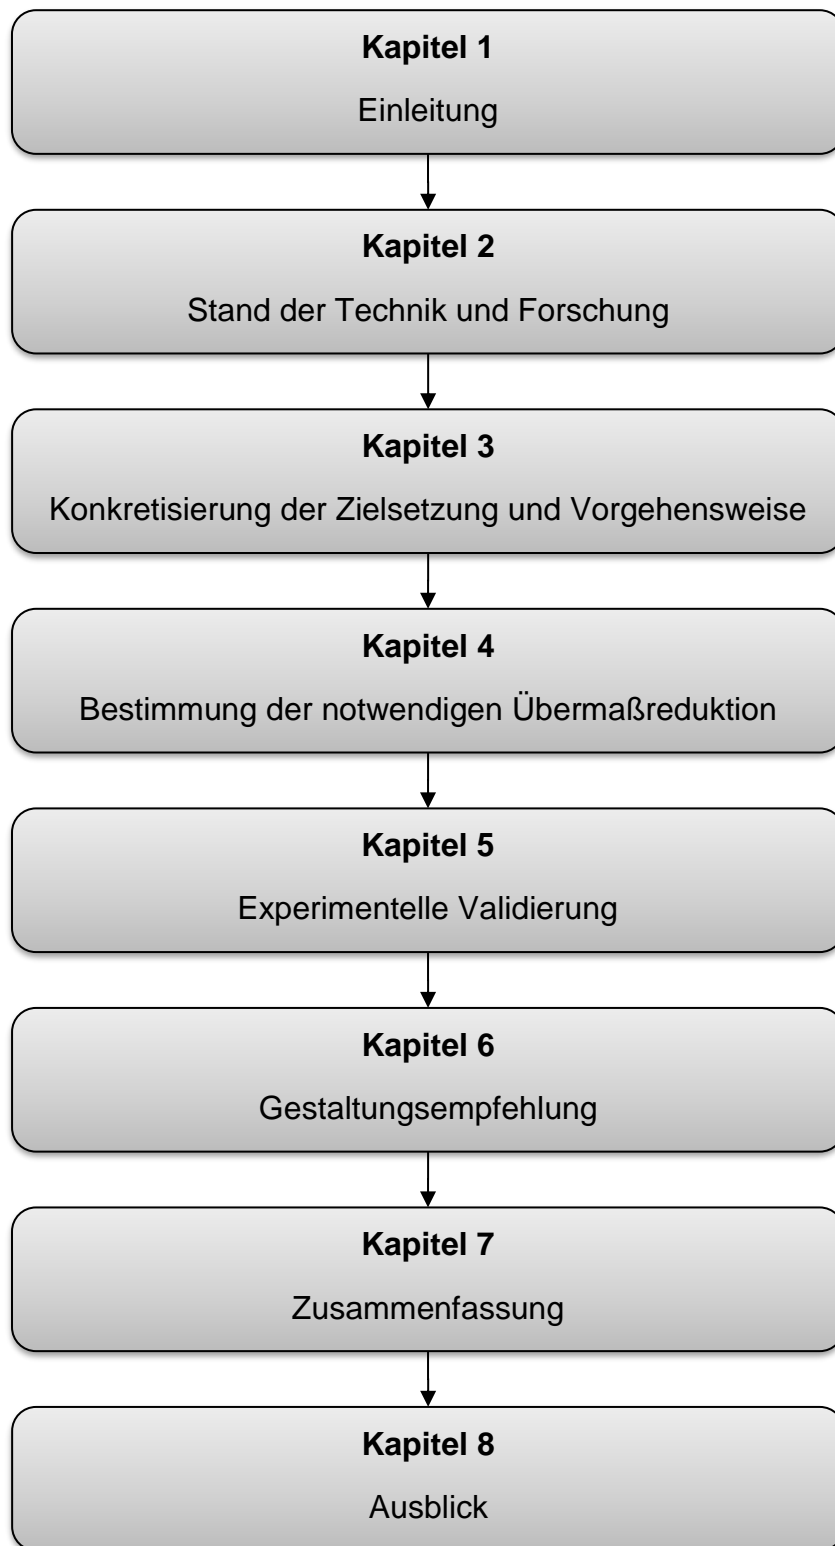 Kapitel 1
Einleitung
Kapitel 2
Stand der Technik und Forschung
Kapitel 3
Konkretisierung der Zielsetzung und Vorgehensweise
Kapitel 4
Bestimmung der notwendigen Übermaßreduktion
Kapitel 5
Experimentelle Validierung
Kapitel 6
Gestaltungsempfehlung
Kapitel 7
Zusammenfassung
Kapitel 8
Ausblick